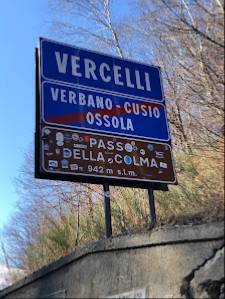 VERCELLI
VERBANO - CUSIO
OSSOLA
PASSO
DELLA COLMA
942 m s.l.m.